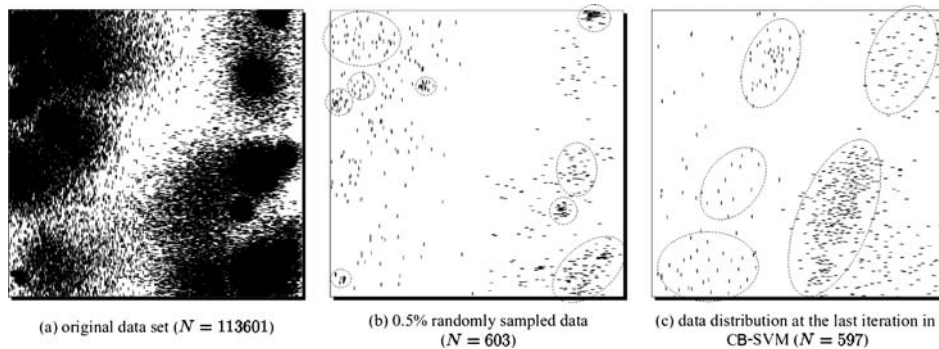 (a) original data set (N = 113601)
(b) 0.5% randomly sampled data
(N = 603)
(c) data distribution at the last iteration in
CB-SVM (N = 597)